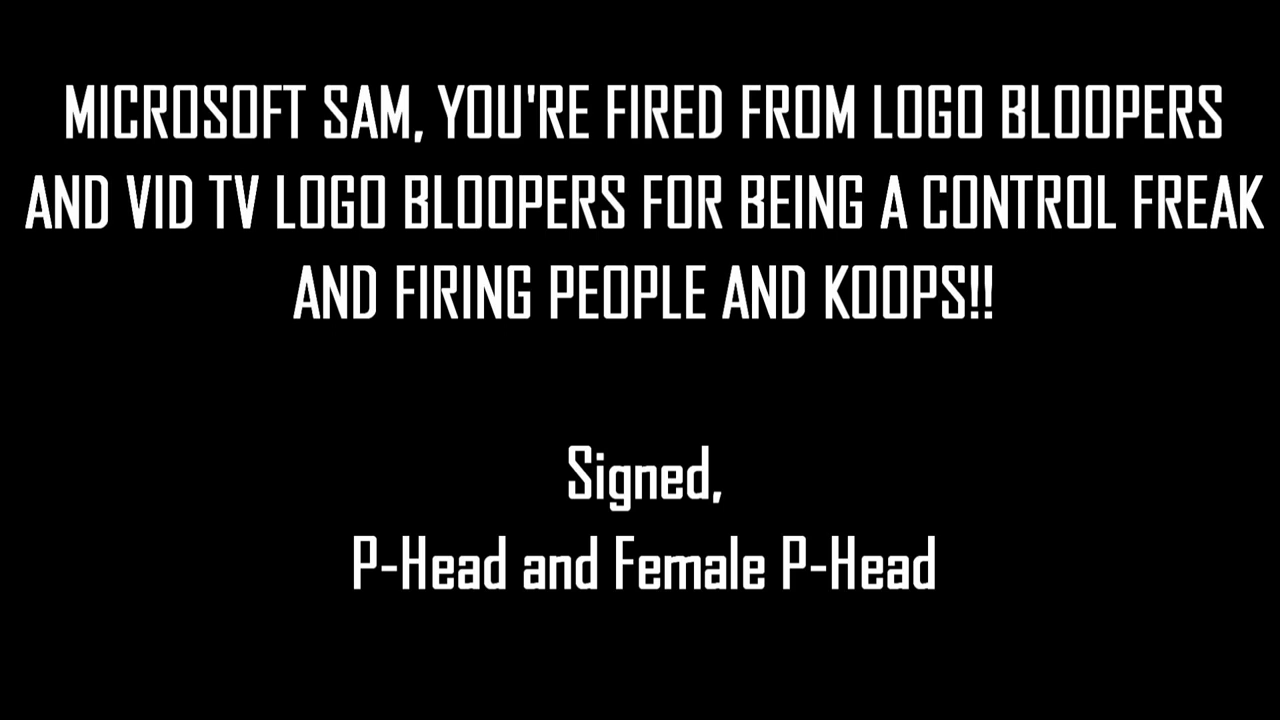 MICROSOFT SAM, YOU'RE FIRED FROM LOGO BLOOPERS
AND VID TV LOGO BLOOPERS FOR BEING A CONTROL FREAK
AND FIRING PEOPLE AND KOOPS!!
Signed,
P-Head and Female P-Head